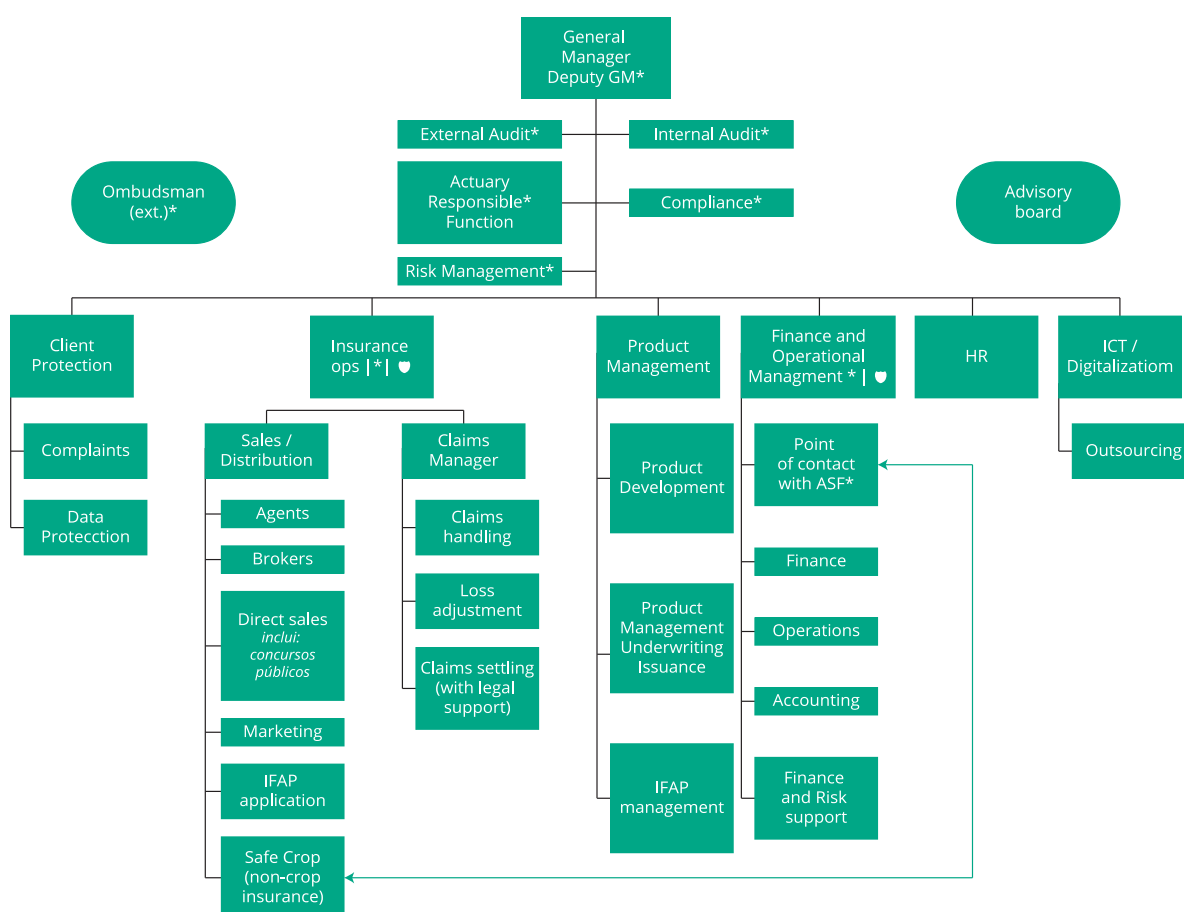 General
Manager
Deputy GM*
External Audit*
Internal Audit*
Ombudsman
(ext.)*
Actuary
Responsible*
Function
Compliance*
Advisory
board
Risk Management*
Client
Protection
Insurance
ops |*|
Product
Management
Finance and
Operational
Managment * |
HR
ICT /
Digitalizatiom
Complaints
Data
Protecction
Sales /
Distribution
Agents
Brokers
Direct sales
inclui:
concursos
públicos
Marketing
IFAP
application
Safe Crop
(non-crop
insurance)
Claims
Manager
Claims
handling
Loss
adjustment
Claims settling
(with legal
support)
Product
Development
Product
Management
Underwriting
Issuance
IFAP
management
Point
of contact
with ASF*
Finance
Operations
Accounting
Finance
and Risk
support
Outsourcing